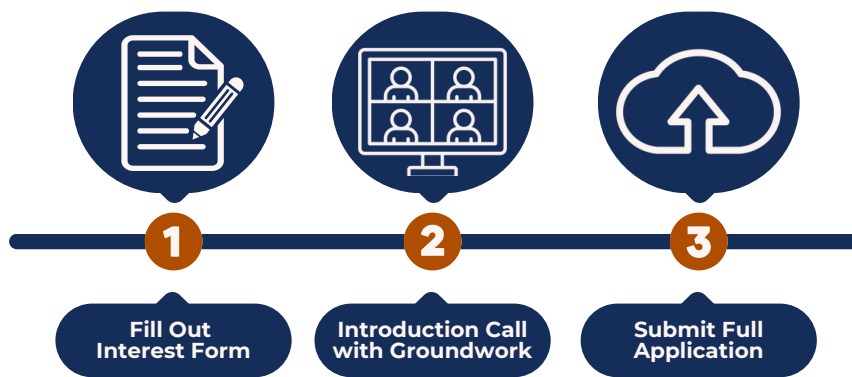 1
2
3
Fill Out
Interest Form
Introduction Call
with Groundwork
Submit Full
Application